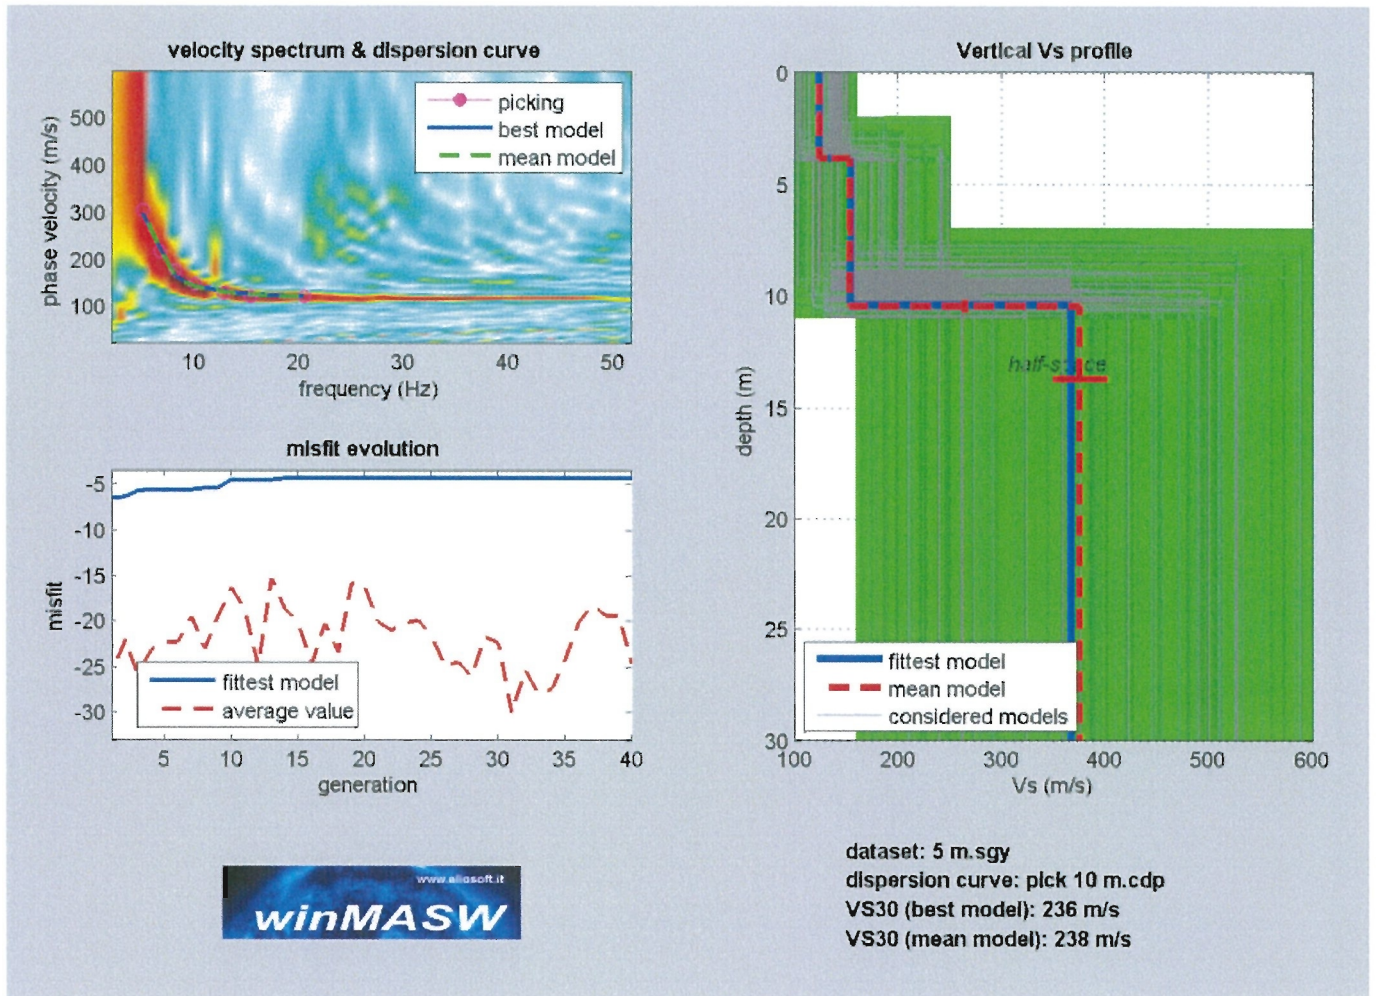 velocity spectrum & dispersion curve
500
400
300
200
100
phase velocity (m/s)
picking
best model
mean model
10
20
30
40
50
frequency (Hz)
misfit evolution
-5
-10
-15
-20
-25
-30
misfit
fittest model
average value
5
10
15
20
25
30
35
40
generation
www.eliosoft.it
winMASW
Vertical Vs profile
0
5
10
15
20
25
30
depth (m)
half-space
fittest model
mean model
considered models
100
200
300
400
500
600
Vs (m/s)
dataset: 5 m.sgy
dispersion curve: pick 10 m.cdp
VS30 (best model): 236 m/s
VS30 (mean model): 238 m/s